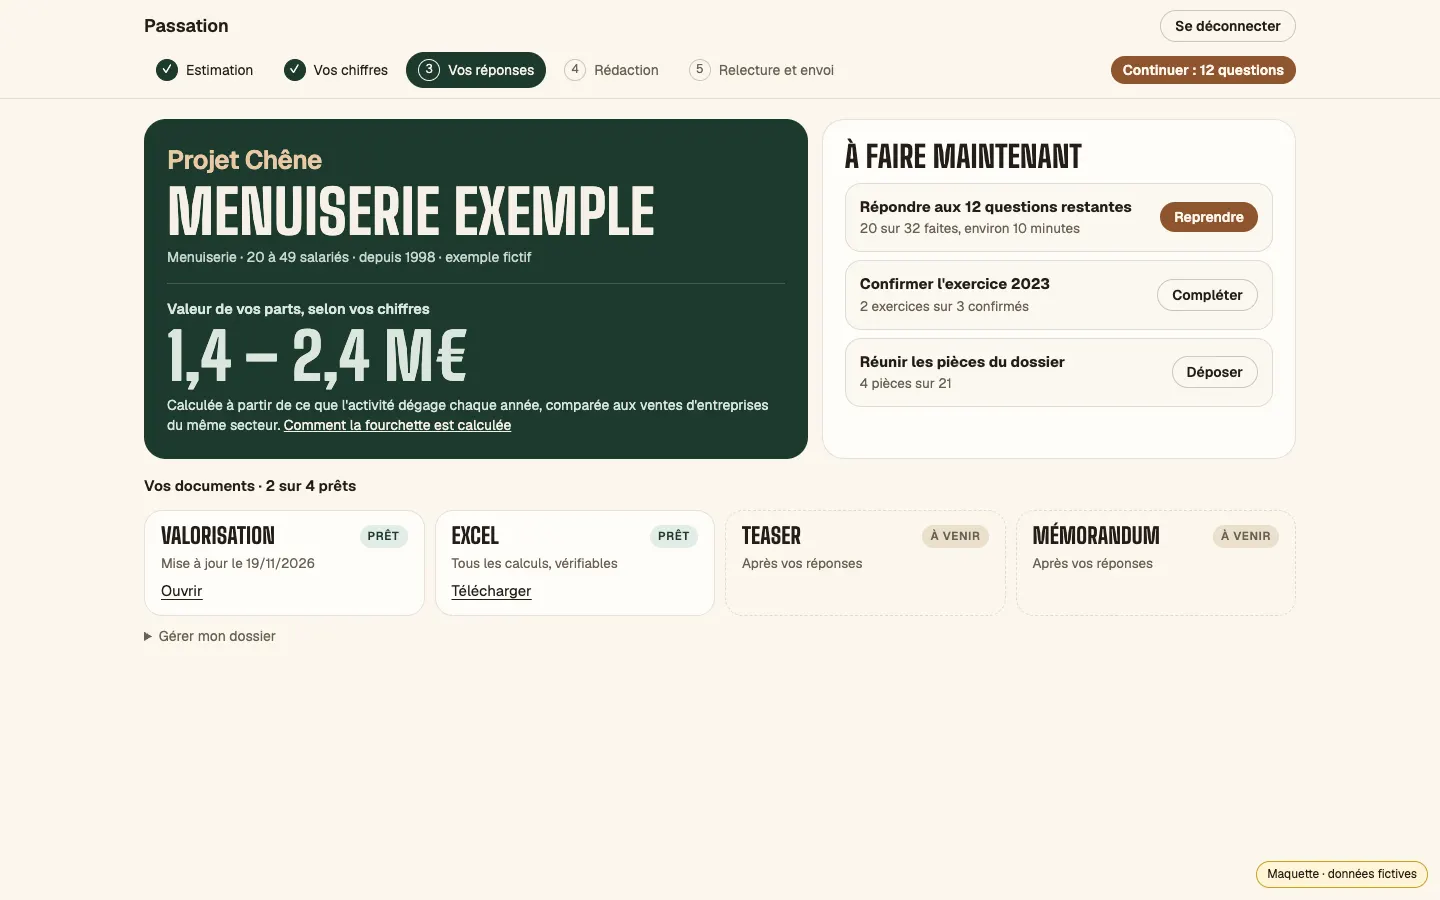 Passation
Se déconnecter
Estimation
Vos chiffres
3 Vos réponses
4 Rédaction
5 Relecture et envoi
Continuer : 12 questions
Projet Chêne
MENUISERIE EXEMPLE
Menuiserie · 20 à 49 salariés · depuis 1998 · exemple fictif
Valeur de vos parts, selon vos chiffres
1,4 – 2,4 M€
Calculée à partir de ce que l'activité dégage chaque année, comparée aux ventes d'entreprises
du même secteur. Comment la fourchette est calculée
À FAIRE MAINTENANT
Répondre aux 12 questions restantes
20 sur 32 faites, environ 10 minutes
Reprendre
Confirmer l'exercice 2023
2 exercices sur 3 confirmés
Compléter
Réunir les pièces du dossier
4 pièces sur 21
Déposer
Vos documents · 2 sur 4 prêts
VALORISATION
PRÊT
Mise à jour le 19/11/2026
Ouvrir
EXCEL
PRÊT
Tous les calculs, vérifiables
Télécharger
TEASER
À VENIR
Après vos réponses
MÉMORANDUM
À VENIR
Après vos réponses
Gérer mon dossier
Maquette · données fictives